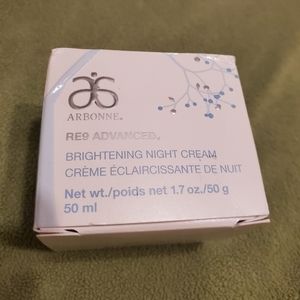 ARBONNE®
RE9 ADVANCED®
BRIGHTENING NIGHT CREAM
CRÈME ÉCLAIRCISSANTE DE NUIT
Net wt./poids net 1.7 oz./50 g
50 ml